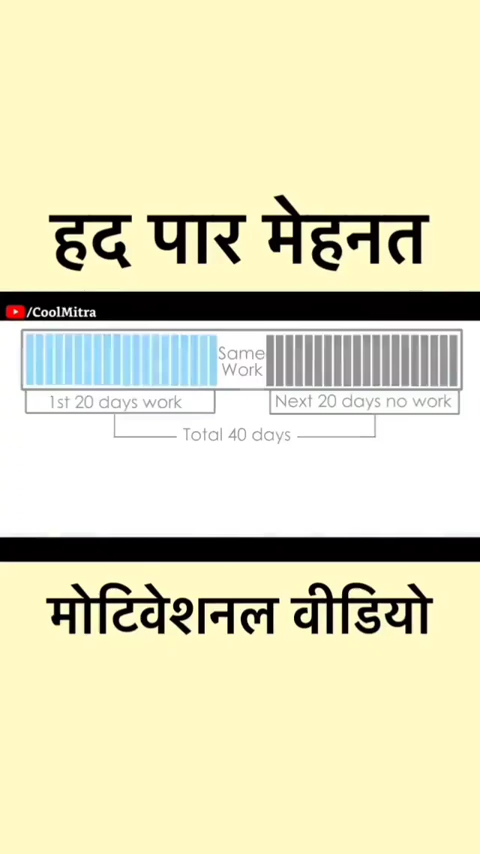 हद पार मेहनत
/CoolMitra
Same
Work
1st 20 days work
Next 20 days no work
Total 40 days
मोटिवेशनल वीडियो